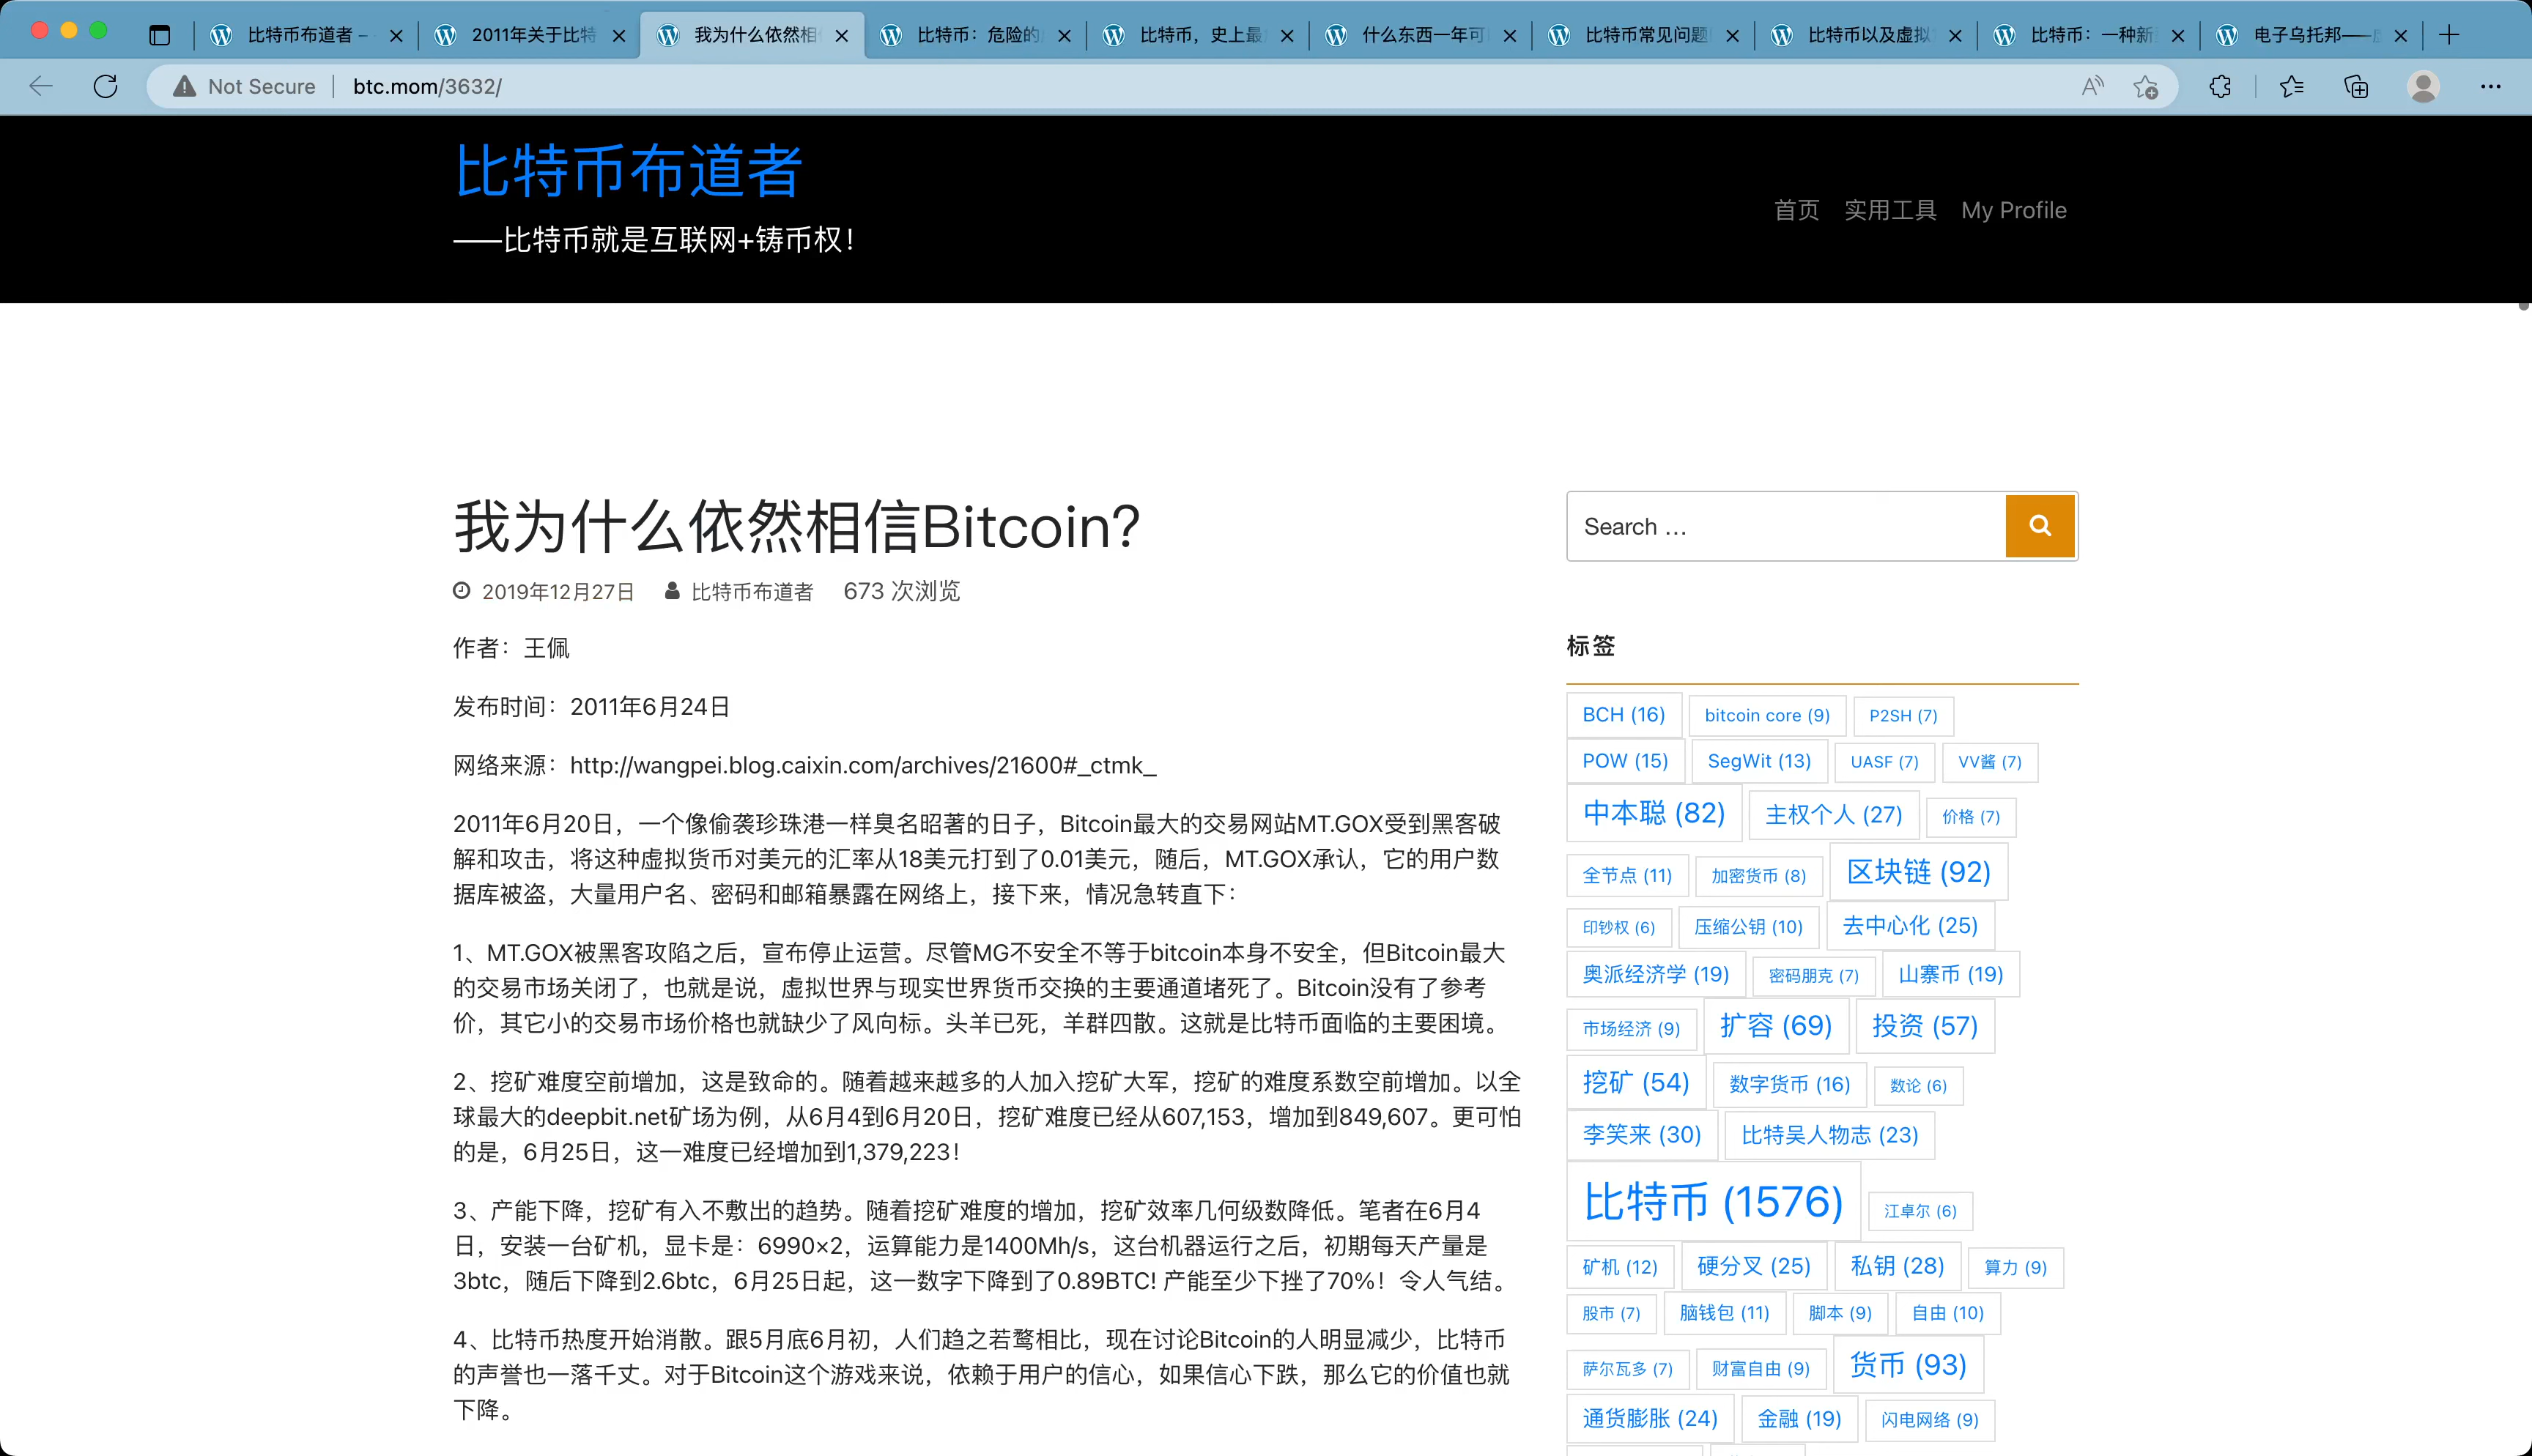 比特币布道者 –
2011年关于比特
我为什么依然相
比特币：危险的
比特币，史上最
什么东西一年可
比特币常见问题
比特币以及虚拟
比特币：一种新
电子乌托邦——
Not Secure
btc.mom/3632/
比特币布道者
——比特币就是互联网+铸币权！
首页 实用工具 My Profile
我为什么依然相信Bitcoin？
2019年12月27日 比特币布道者 673 次浏览
作者：王佩
发布时间：2011年6月24日
网络来源：http://wangpei.blog.caixin.com/archives/21600#_ctmk_
2011年6月20日，一个像偷袭珍珠港一样臭名昭著的日子，Bitcoin最大的交易网站MT.GOX受到黑客破
解和攻击，将这种虚拟货币对美元的汇率从18美元打到了0.01美元，随后，MT.GOX承认，它的用户数
据库被盗，大量用户名、密码和邮箱暴露在网络上，接下来，情况急转直下：
1、MT.GOX被黑客攻陷之后，宣布停止运营。尽管MG不安全不等于bitcoin本身不安全，但Bitcoin最大
的交易市场关闭了，也就是说，虚拟世界与现实世界货币交换的主要通道堵死了。Bitcoin没有了参考
价，其它小的交易市场价格也就缺少了风向标。头羊已死，羊群四散。这就是比特币面临的主要困境。
2、挖矿难度空前增加，这是致命的。随着越来越多的人加入挖矿大军，挖矿的难度系数空前增加。以全
球最大的deepbit.net矿场为例，从6月4到6月20日，挖矿难度已经从607,153，增加到849,607。更可怕
的是，6月25日，这一难度已经增加到1,379,223！
3、产能下降，挖矿有入不敷出的趋势。随着挖矿难度的增加，挖矿效率几何级数降低。笔者在6月4
日，安装一台矿机，显卡是：6990×2，运算能力是1400Mh/s，这台机器运行之后，初期每天产量是
3btc，随后下降到2.6btc，6月25日起，这一数字下降到了0.89BTC! 产能至少下挫了70%！令人气结。
4、比特币热度开始消散。跟5月底6月初，人们趋之若鹜相比，现在讨论Bitcoin的人明显减少，比特币
的声誉也一落千丈。对于Bitcoin这个游戏来说，依赖于用户的信心，如果信心下跌，那么它的价值也就
下降。
Search …
标签
BCH (16) bitcoin core (9) P2SH (7)
POW (15) SegWit (13) UASF (7) VV酱 (7)
中本聪 (82) 主权个人 (27) 价格 (7)
全节点 (11) 加密货币 (8) 区块链 (92)
印钞权 (6) 压缩公钥 (10) 去中心化 (25)
奥派经济学 (19) 密码朋克 (7) 山寨币 (19)
市场经济 (9) 扩容 (69) 投资 (57)
挖矿 (54) 数字货币 (16) 数论 (6)
李笑来 (30) 比特吴人物志 (23)
比特币 (1576) 江卓尔 (6)
矿机 (12) 硬分叉 (25) 私钥 (28) 算力 (9)
股市 (7) 脑钱包 (11) 脚本 (9) 自由 (10)
萨尔瓦多 (7) 财富自由 (9) 货币 (93)
通货膨胀 (24) 金融 (19) 闪电网络 (9)